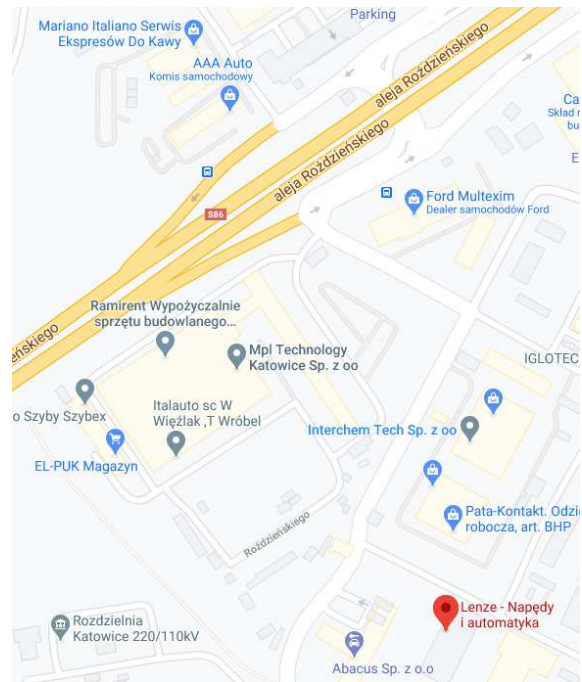 Parking
Mariano Italiano Serwis
Ekspresów Do Kawy
AAA Auto
Komis samochodowy
aleja Roździeńskiego
Ca
Skład
bu
E
aleja Roździeńskiego
S86
Ford Multexim
Dealer samochodów Ford
Ramirent Wypożyczalnie
sprzętu budowlanego...
eńskiego
Mpl Technology
Katowice Sp. z oo
IGLOTEC
o Szyby Szybex
Italauto sc W
Więźlak ,T Wróbel
Interchem Tech Sp. z oo
EL-PUK Magazyn
Pata-Kontakt. Odzie
robocza, art. BHP
Roździeńskiego
Lenze - Napędy
i automatyka
Rozdzielnia
Katowice 220/110kV
Abacus Sp. z o.o